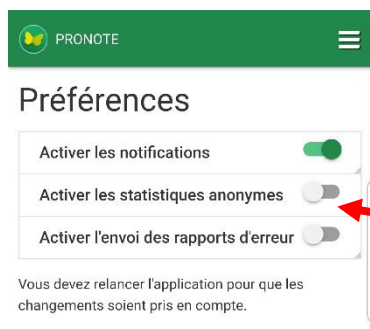 PRONOTE
Préférences
Activer les notifications
Activer les statistiques anonymes
Activer l'envoi des rapports d'erreur
Vous devez relancer l'application pour que les
changements soient pris en compte.